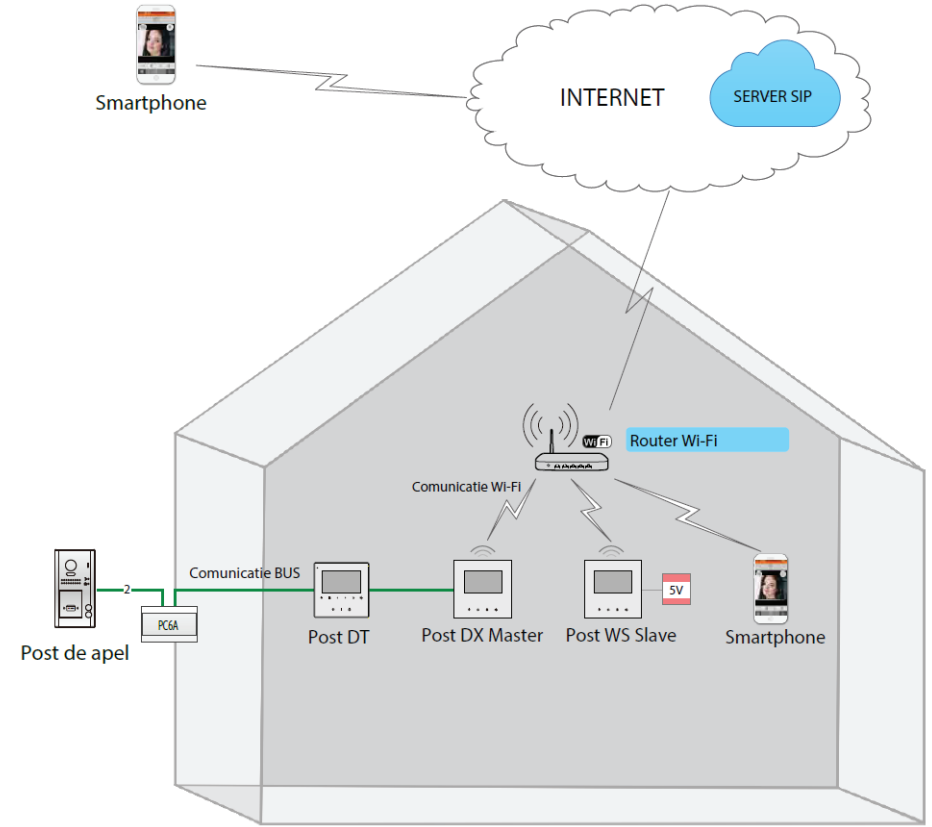 Smartphone
INTERNET
SERVER SIP
WiFi
Router Wi-Fi
Comunicatie Wi-Fi
Comunicatie BUS
2
PC6A
5V
Post de apel
Post DT
Post DX Master
Post WS Slave
Smartphone